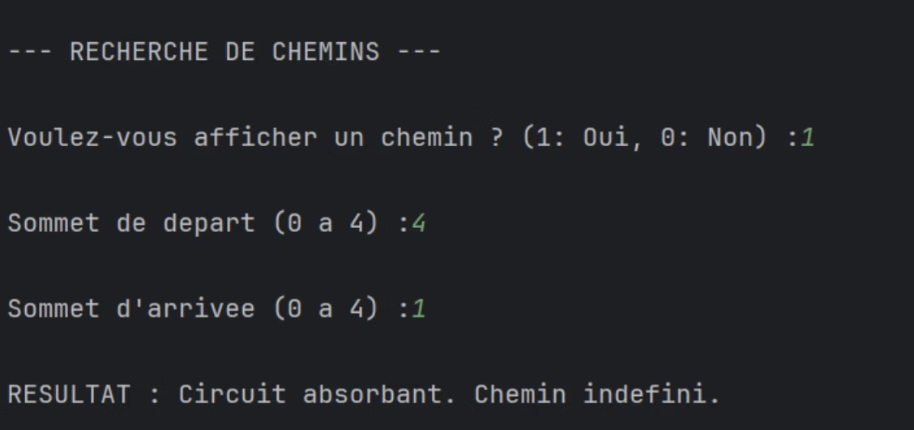 --- RECHERCHE DE CHEMINS ---
Voulez-vous afficher un chemin ? (1: Oui, 0: Non) :1
Sommet de depart (0 a 4) :4
Sommet d'arrivee (0 a 4) :1
RESULTAT : Circuit absorbant. Chemin indefini.